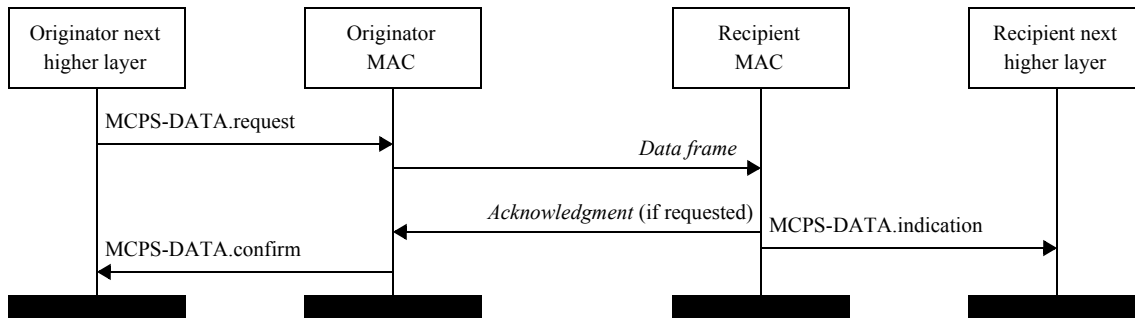 Originator next
higher layer
Originator
MAC
Recipient
MAC
Recipient next
higher layer
MCPS-DATA.request
Data frame
Acknowledgment (if requested)
MCPS-DATA.indication
MCPS-DATA.confirm